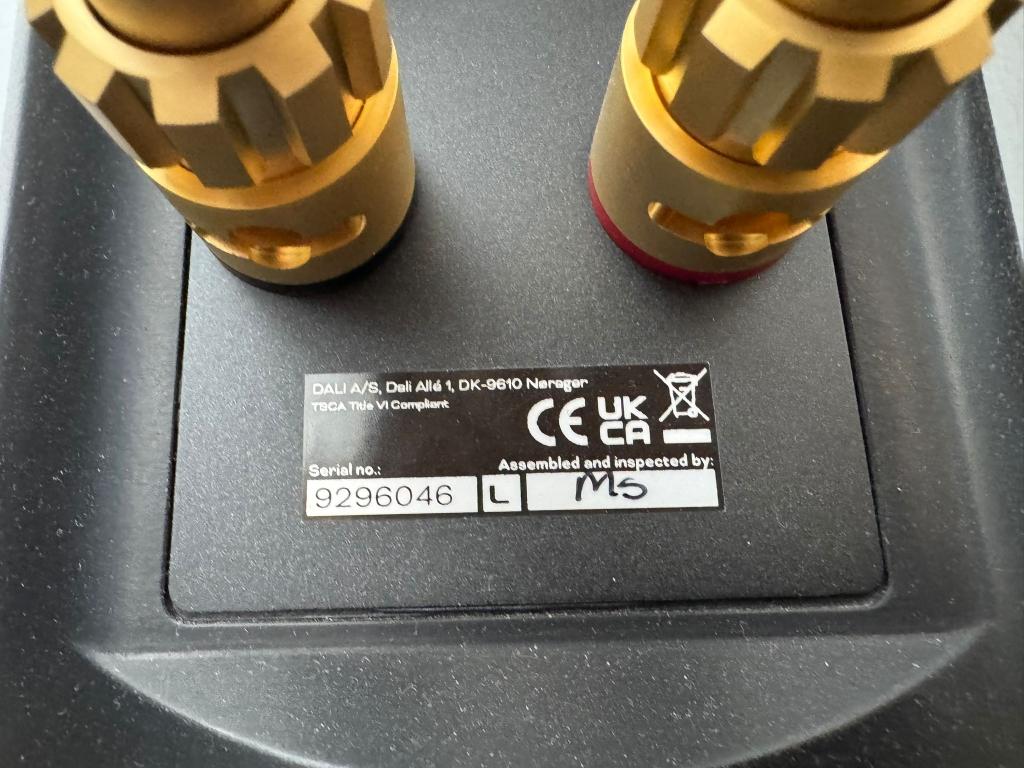 DALI A/S, Dali Allé 1, DK-9610 Nørager
TSCA Title VI Compliant
CE UK CA
Serial no.:
Assembled and inspected by:
9296046 L MS